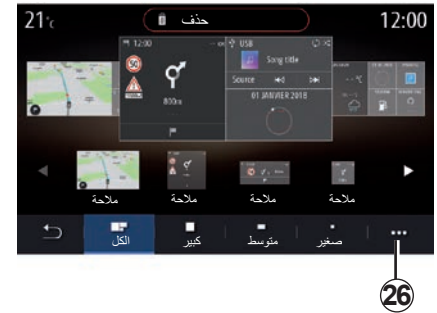 21°c حذف 12:00
12:00 USB
50 Song title
Source
800m 01 JANVIER 2018
ملاحة ملاحة ملاحة ملاحة
الكل كبير متوسط صغير
26